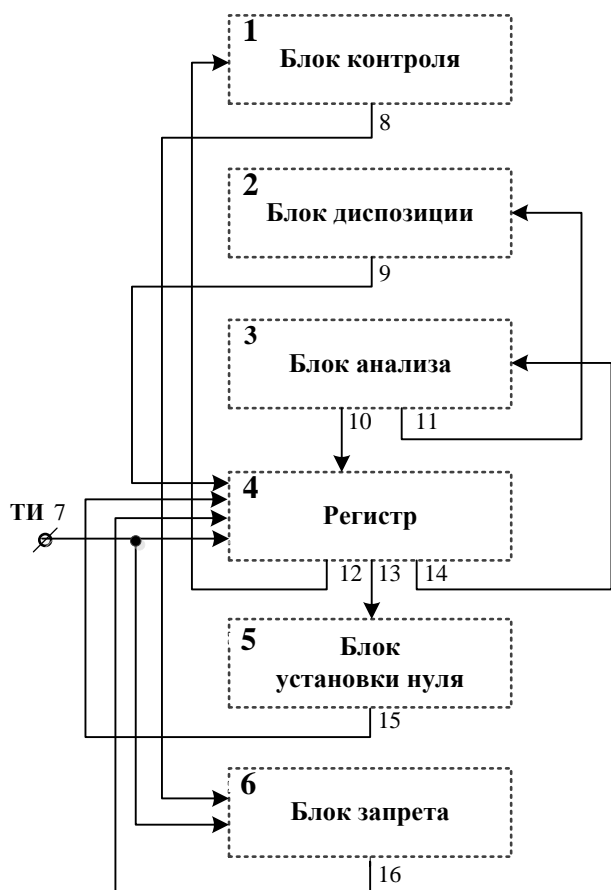 1
Блок контроля
8
2
Блок диспозиции
9
3
Блок анализа
10 11
4
Регистр
ТИ 7
12 13 14
5
Блок
установки нуля
15
6
Блок запрета
16